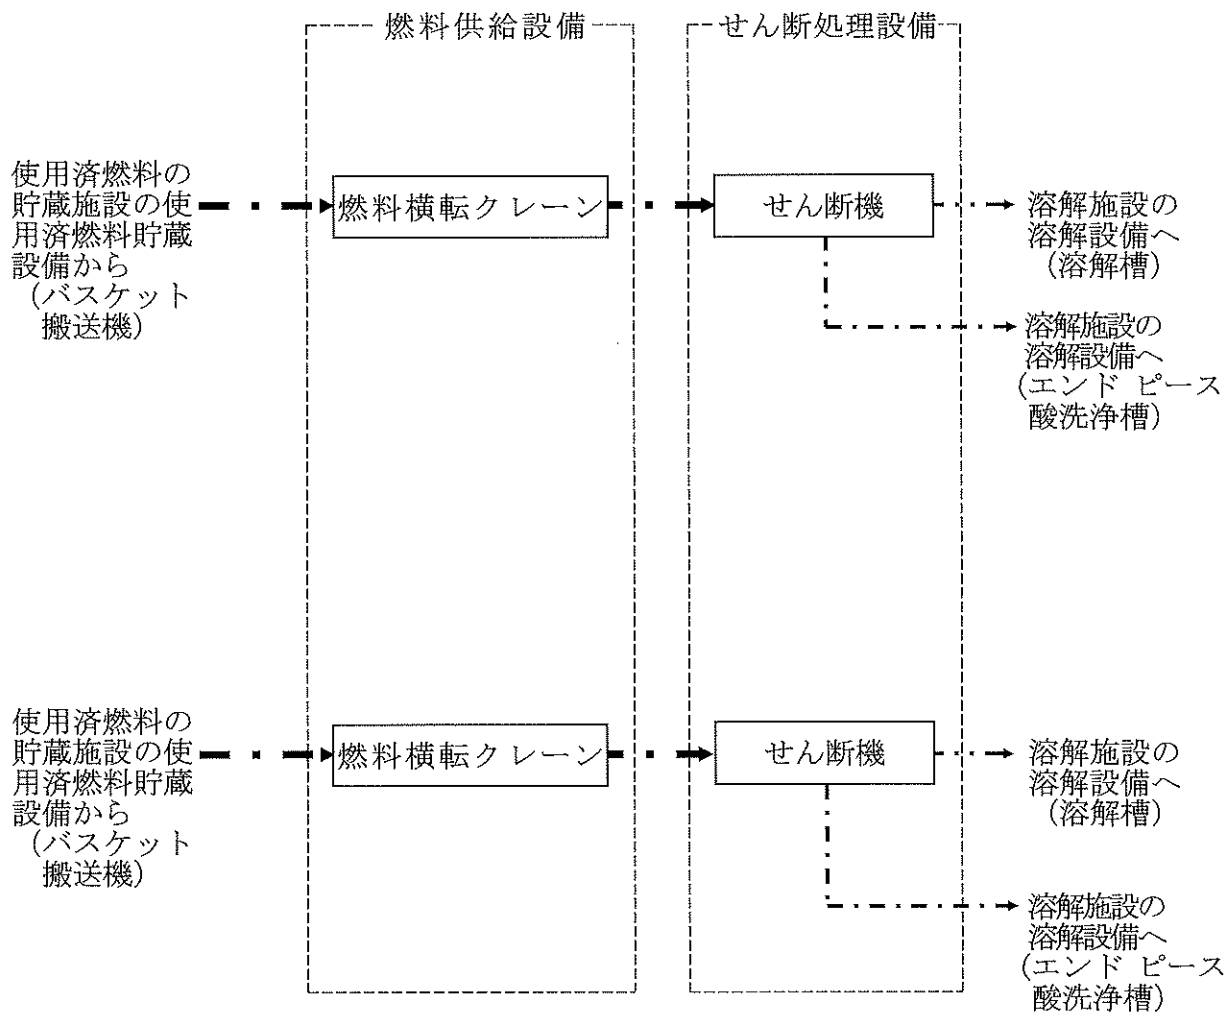 燃料供給設備
せん断処理設備
使用済燃料の
貯蔵施設の使
用済燃料貯蔵
設備から
(バスケット
搬送機)
燃料横転クレーン
せん断機
溶解施設の
溶解設備へ
(溶解槽)
溶解施設の
溶解設備へ
(エンド ピース
酸洗浄槽)
使用済燃料の
貯蔵施設の使
用済燃料貯蔵
設備から
(バスケット
搬送機)
燃料横転クレーン
せん断機
溶解施設の
溶解設備へ
(溶解槽)
溶解施設の
溶解設備へ
(エンド ピース
酸洗浄槽)